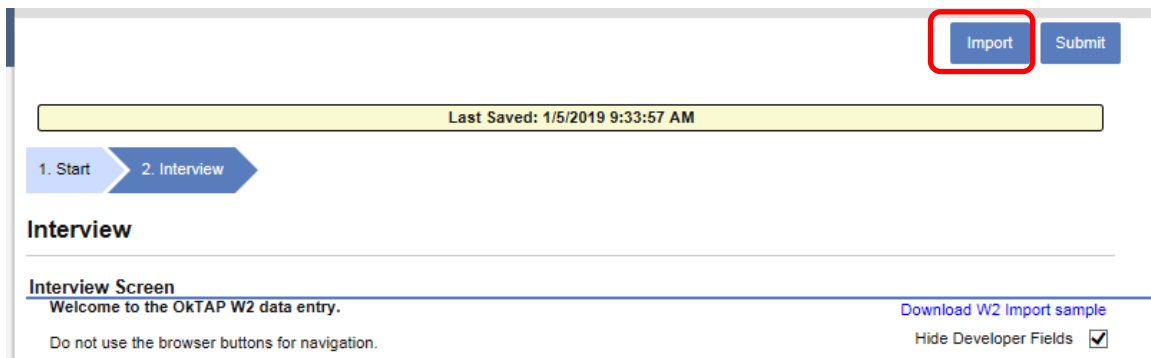 Import Submit
Last Saved: 1/5/2019 9:33:57 AM
1. Start 2. Interview
Interview
Interview Screen
Welcome to the OkTAP W2 data entry.
Download W2 Import sample
Do not use the browser buttons for navigation.
Hide Developer Fields